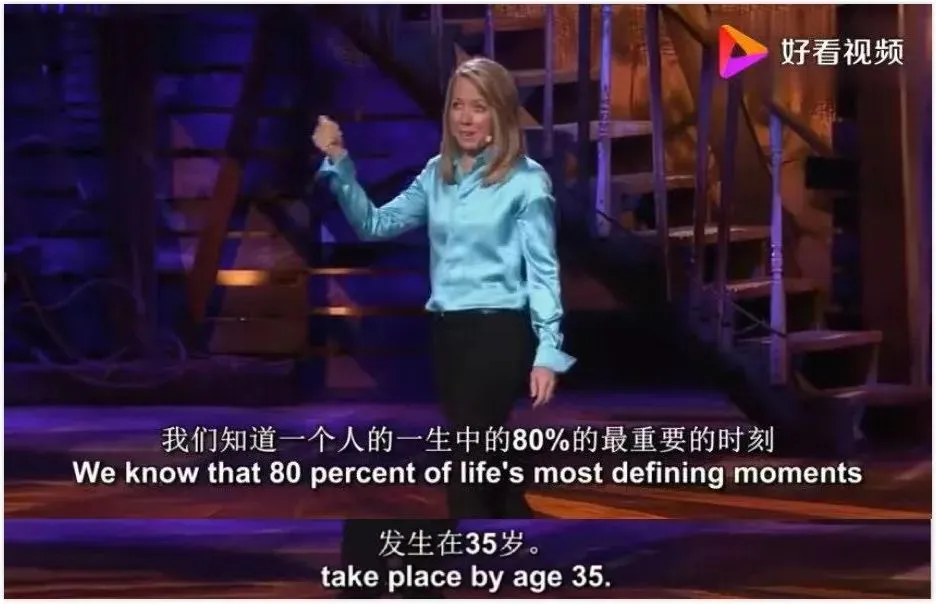 好看视频
我们知道一个人的一生中的80%的最重要的时刻
We know that 80 percent of life's most defining moments
发生在35岁。
take place by age 35.